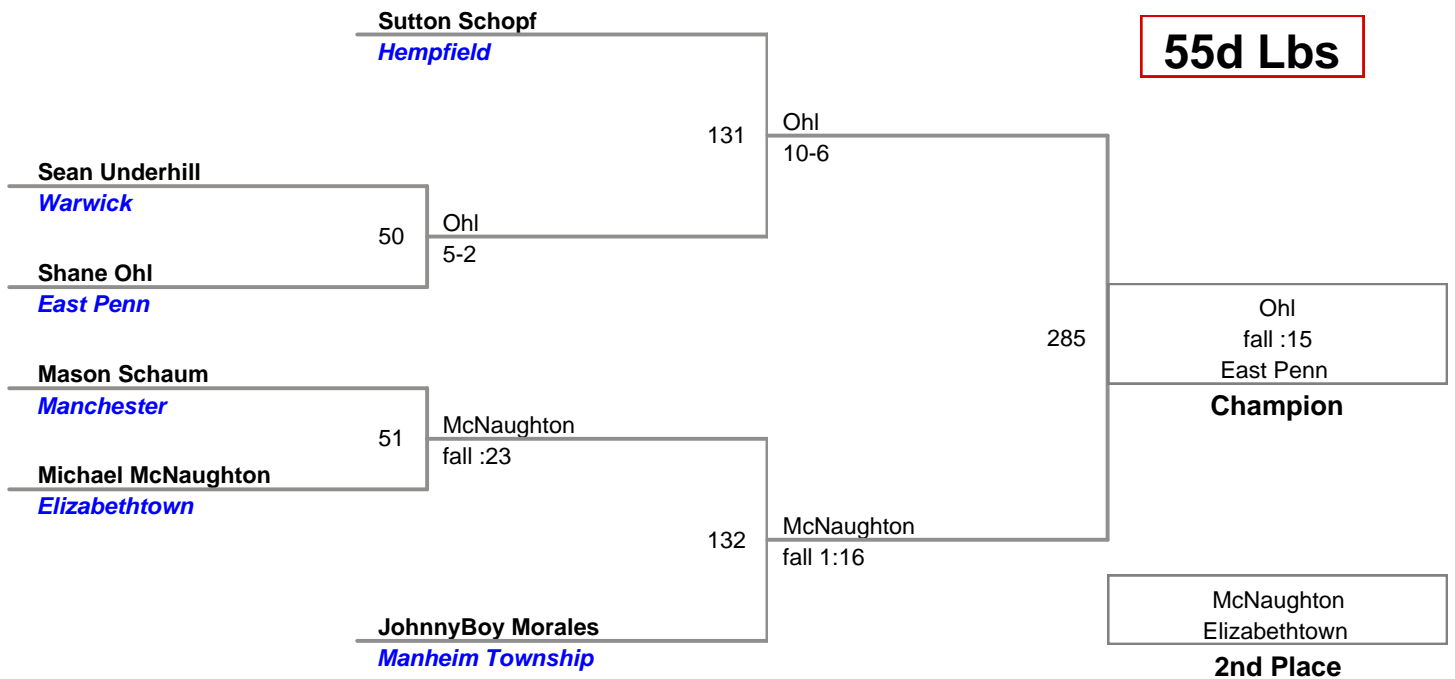 Sutton Schopf
Hempfield
55d Lbs
131
Ohl
10-6
Sean Underhill
Warwick
50
Ohl
5-2
Shane Ohl
East Penn
285
Ohl
fall :15
East Penn
Champion
Mason Schaum
Manchester
51
McNaughton
fall :23
Michael McNaughton
Elizabethtown
132
McNaughton
fall 1:16
JohnnyBoy Morales
Manheim Township
McNaughton
Elizabethtown
2nd Place